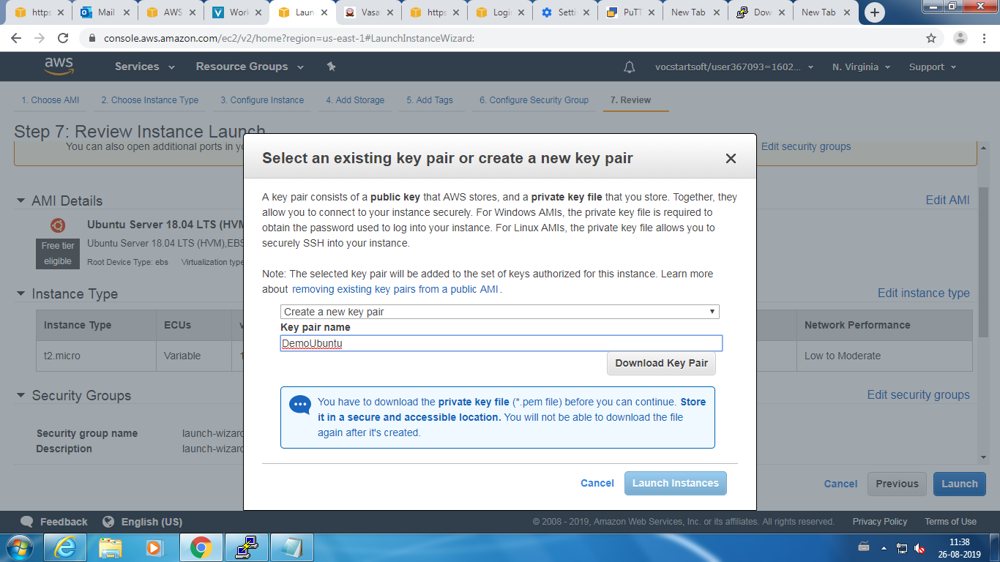 https
Mail
AWS
Work
Laun
Vasa
https
Login
Setti
PuTT
New Tab
Dow
New Tab
console.aws.amazon.com/ec2/v2/home?region=us-east-1#LaunchInstanceWizard:
aws
Services
Resource Groups
vocstartsoft/user367093=1602...
N. Virginia
Support
1. Choose AMI
2. Choose Instance Type
3. Configure Instance
4. Add Storage
5. Add Tags
6. Configure Security Group
7. Review
Step 7: Review Instance Launch
You can also open additional ports in yo
Edit security groups
AMI Details
Edit AMI
Ubuntu Server 18.04 LTS (HVM
Free tier
eligible
Ubuntu Server 18.04 LTS (HVM),EBS
Root Device Type: ebs Virtualization type
Instance Type
Edit instance type
Instance Type
ECUs
v
Network Performance
t2.micro
Variable
1
Low to Moderate
Security Groups
Edit security groups
Security group name
launch-wizard
Description
launch-wizard
Select an existing key pair or create a new key pair
A key pair consists of a public key that AWS stores, and a private key file that you store. Together, they
allow you to connect to your instance securely. For Windows AMIs, the private key file is required to
obtain the password used to log into your instance. For Linux AMIs, the private key file allows you to
securely SSH into your instance.
Note: The selected key pair will be added to the set of keys authorized for this instance. Learn more
about removing existing key pairs from a public AMI.
Create a new key pair
Key pair name
DemoUbuntu
Download Key Pair
You have to download the private key file (*.pem file) before you can continue. Store
it in a secure and accessible location. You will not be able to download the file
again after it's created.
Cancel
Launch Instances
Cancel
Previous
Launch
Feedback
English (US)
© 2008 - 2019, Amazon Web Services, Inc. or its affiliates. All rights reserved.
Privacy Policy
Terms of Use
11:38
26-08-2019